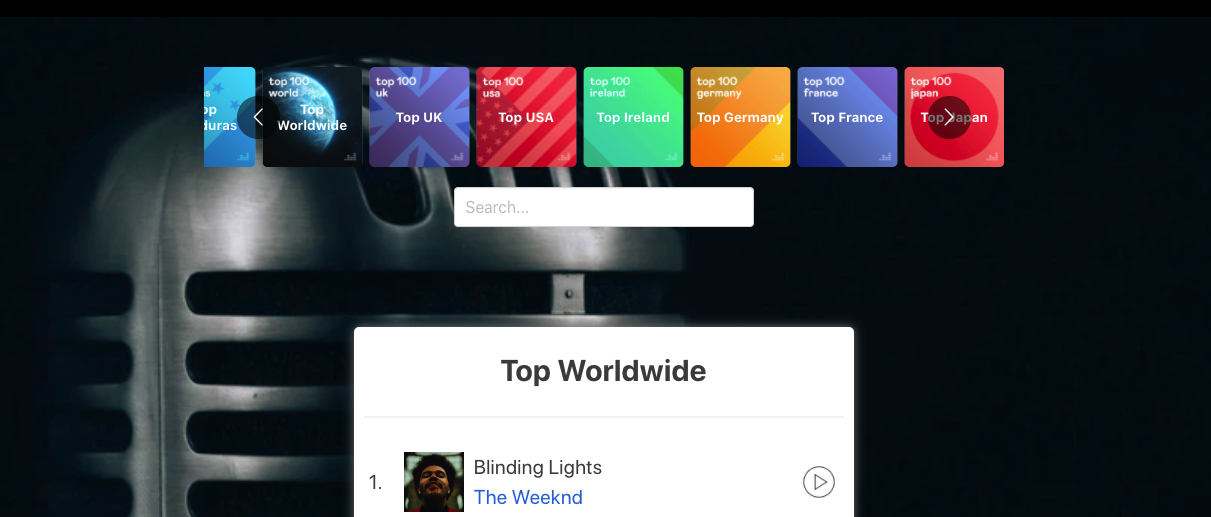 duras
top 100
world
Top
Worldwide
top 100
uk
Top UK
top 100
usa
Top USA
top 100
ireland
Top Ireland
top 100
germany
Top Germany
top 100
france
Top France
top 100
japan
Top Japan
Search...
Top Worldwide
1.
Blinding Lights
The Weeknd